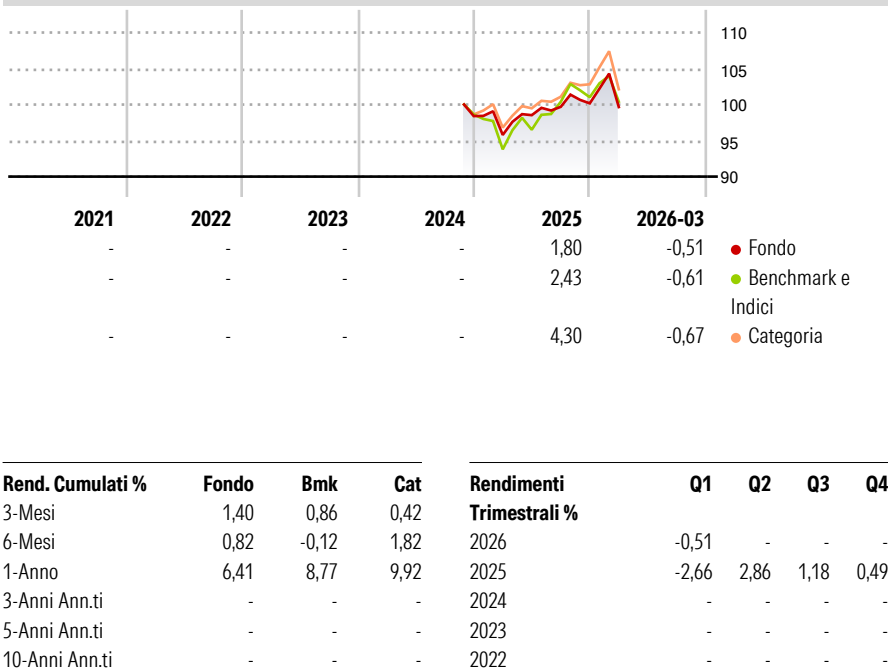 110
105
100
95
90
2021 2022 2023 2024 2025 2026-03
- - - - 1,80 -0,51 Fondo
- - - - 2,43 -0,61 Benchmark e
Indici
- - - - 4,30 -0,67 Categoria
Rend. Cumulati % Fondo Bmk Cat
3-Mesi 1,40 0,86 0,42
6-Mesi 0,82 -0,12 1,82
1-Anno 6,41 8,77 9,92
3-Anni Ann.ti - - -
5-Anni Ann.ti - - -
10-Anni Ann.ti - - -
Rendimenti Q1 Q2 Q3 Q4
Trimestrali %
2026 -0,51 - - -
2025 -2,66 2,86 1,18 0,49
2024 - - - -
2023 - - - -
2022 - - - -